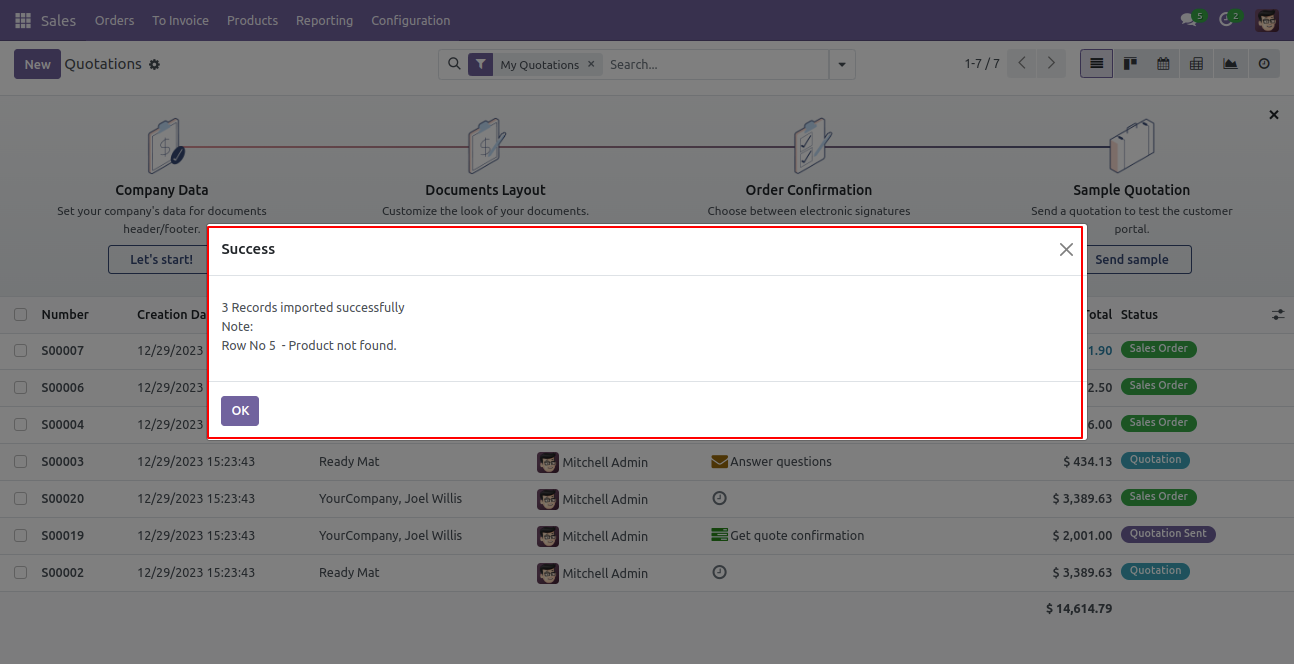 Sales Orders To Invoice Products Reporting Configuration 5 2
New Quotations My Quotations × Search... 1-7 / 7
$ $
Company Data Documents Layout Order Confirmation Sample Quotation
Set your company's data for documents Customize the look of your documents. Choose between electronic signatures Send a quotation to test the customer
header/footer. portal.
Let's start! Send sample
Success
3 Records imported successfully
Note:
Row No 5 - Product not found.
OK
Number Creation Da otal Status
S00007 12/29/2023 1.90 Sales Order
S00006 12/29/2023 2.50 Sales Order
S00004 12/29/2023 6.00 Sales Order
S00003 12/29/2023 15:23:43 Ready Mat Mitchell Admin Answer questions $ 434.13 Quotation
S00020 12/29/2023 15:23:43 YourCompany, Joel Willis Mitchell Admin $ 3,389.63 Sales Order
S00019 12/29/2023 15:23:43 YourCompany, Joel Willis Mitchell Admin Get quote confirmation $ 2,001.00 Quotation Sent
S00002 12/29/2023 15:23:43 Ready Mat Mitchell Admin $ 3,389.63 Quotation
$ 14,614.79